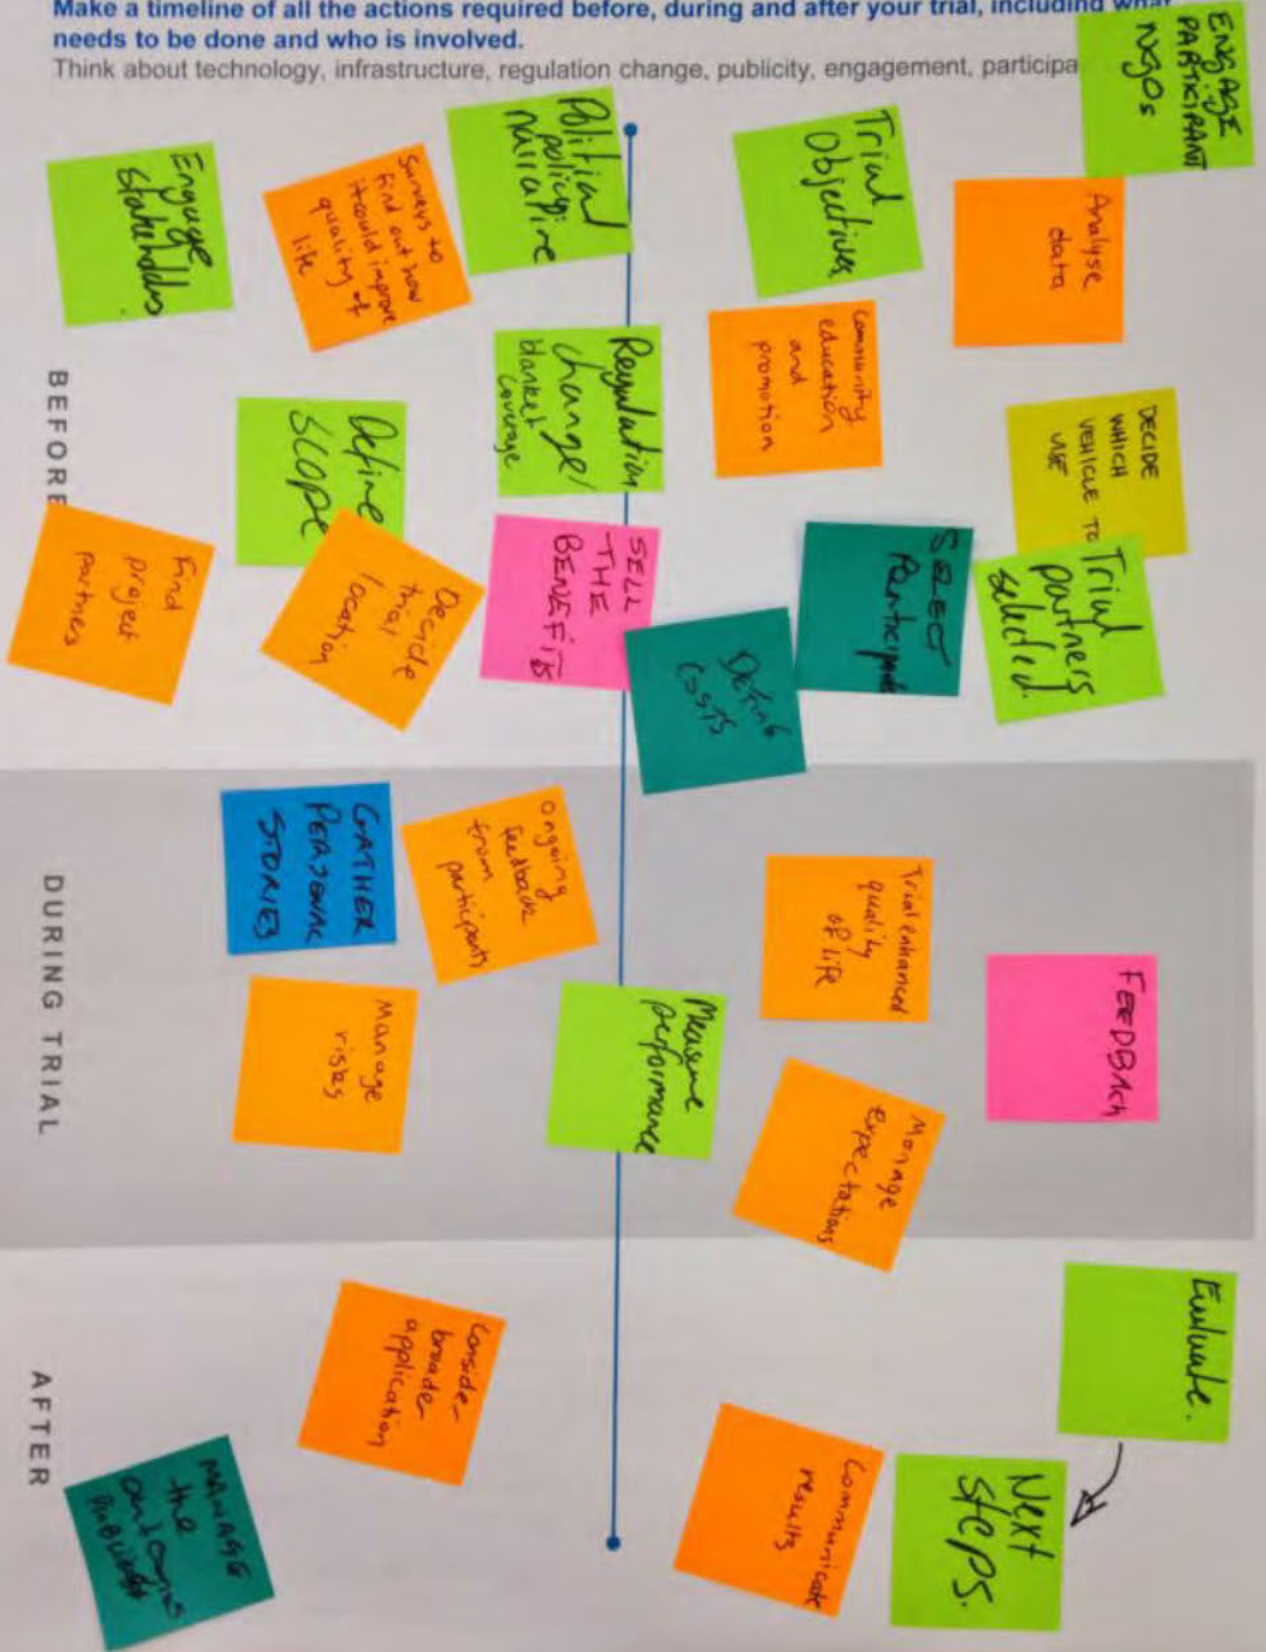 Make a timeline of all the actions required before, during and after your trial, including what
needs to be done and who is involved.
Think about technology, infrastructure, regulation change, publicity, engagement, participa
BEFORE
Engage
stakeholders
Surveys to
find out how
it could improve
quality of
life
Political
policy:
narrative
Trial
Objectives
ENGAGE
PARTICIPANT
NGOs
Analyse
data
Community
education
and
promotion
Regulation
change/
blanket
coverage
Define
scope
DECIDE
WHICH
VEHICLE TO
USE
Find
project
partners
Decide
trial
location
SELL
THE
BENEFITS
Define
costs
SELECT
Participants
Trial
partners
selected.
DURING TRIAL
GATHER
PERSONAL
STORIES
ongoing
feedback
from
participants
Trial enhanced
quality
of life
FEEDBACK
Manage
risks
Measure
performance
Manage
expectations
AFTER
Consider
broader
application
Evaluate.
Communicate
results
Next
steps.
MANAGE
the
outcomes